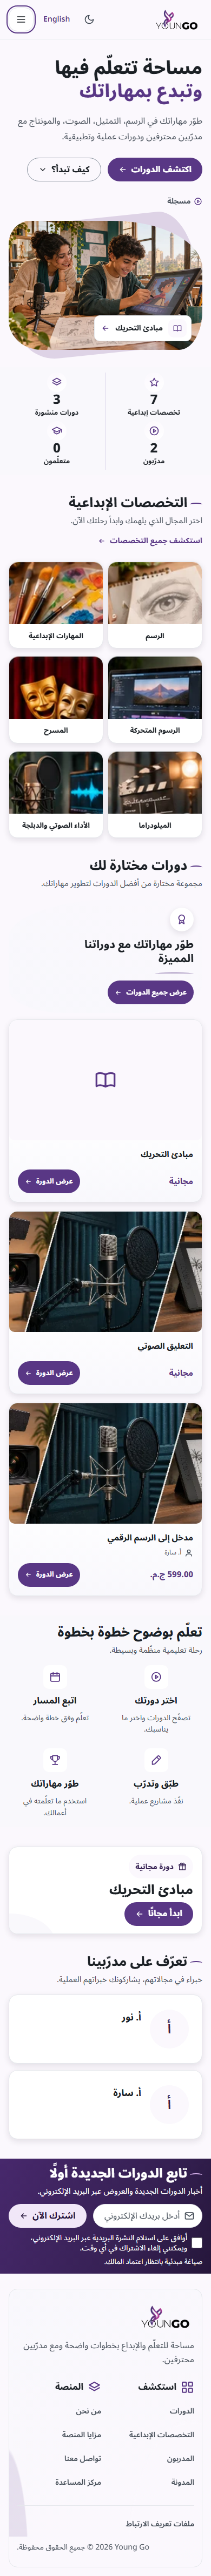 YOUNGO
English
مساحة تتعلّم فيها
وتبدع بمهاراتك
طوّر مهاراتك في الرسم، التمثيل، الصوت، والمونتاج مع
مدرّبين محترفين ودورات عملية وتطبيقية.
اكتشف الدورات
كيف تبدأ؟
مسجلة
مبادئ التحريك
7
تخصصات إبداعية
3
دورات منشورة
2
مدرّبون
0
متعلّمون
التخصصات الإبداعية
اختر المجال الذي يلهمك وابدأ رحلتك الآن.
استكشف جميع التخصصات
الرسم
المهارات الإبداعية
الرسوم المتحركة
المسرح
الميلودراما
الأداء الصوتي والدبلجة
دورات مختارة لك
مجموعة مختارة من أفضل الدورات لتطوير مهاراتك.
طوّر مهاراتك مع دوراتنا
المميزة
عرض جميع الدورات
مبادئ التحريك
مجانية
عرض الدورة
التعليق الصوتي
مجانية
عرض الدورة
مدخل إلى الرسم الرقمي
أ. سارة
599.00 ج.م.
عرض الدورة
تعلّم بوضوح خطوة بخطوة
رحلة تعليمية منظّمة وبسيطة.
اختر دورتك
تصفّح الدورات واختر ما
يناسبك.
اتبع المسار
تعلّم وفق خطة واضحة.
طبّق وتدرّب
نفّذ مشاريع عملية.
طوّر مهاراتك
استخدم ما تعلّمته في
أعمالك.
دورة مجانية
مبادئ التحريك
ابدأ مجانًا
تعرّف على مدرّبينا
خبراء في مجالاتهم، يشاركونك خبراتهم العملية.
أ
أ. نور
أ
أ. سارة
تابع الدورات الجديدة أولًا
أخبار الدورات الجديدة والعروض عبر البريد الإلكتروني.
أدخل بريدك الإلكتروني
اشترك الآن
أوافق على استلام النشرة البريدية عبر البريد الإلكتروني،
ويمكنني إلغاء الاشتراك في أي وقت.
صياغة مبدئية بانتظار اعتماد المالك.
YOUNGO
مساحة للتعلّم والإبداع بخطوات واضحة ومع مدرّبين
محترفين.
استكشف
الدورات
التخصصات الإبداعية
المدربون
المدونة
المنصة
من نحن
مزايا المنصة
تواصل معنا
مركز المساعدة
ملفات تعريف الارتباط
Young Go 2026 © جميع الحقوق محفوظة.